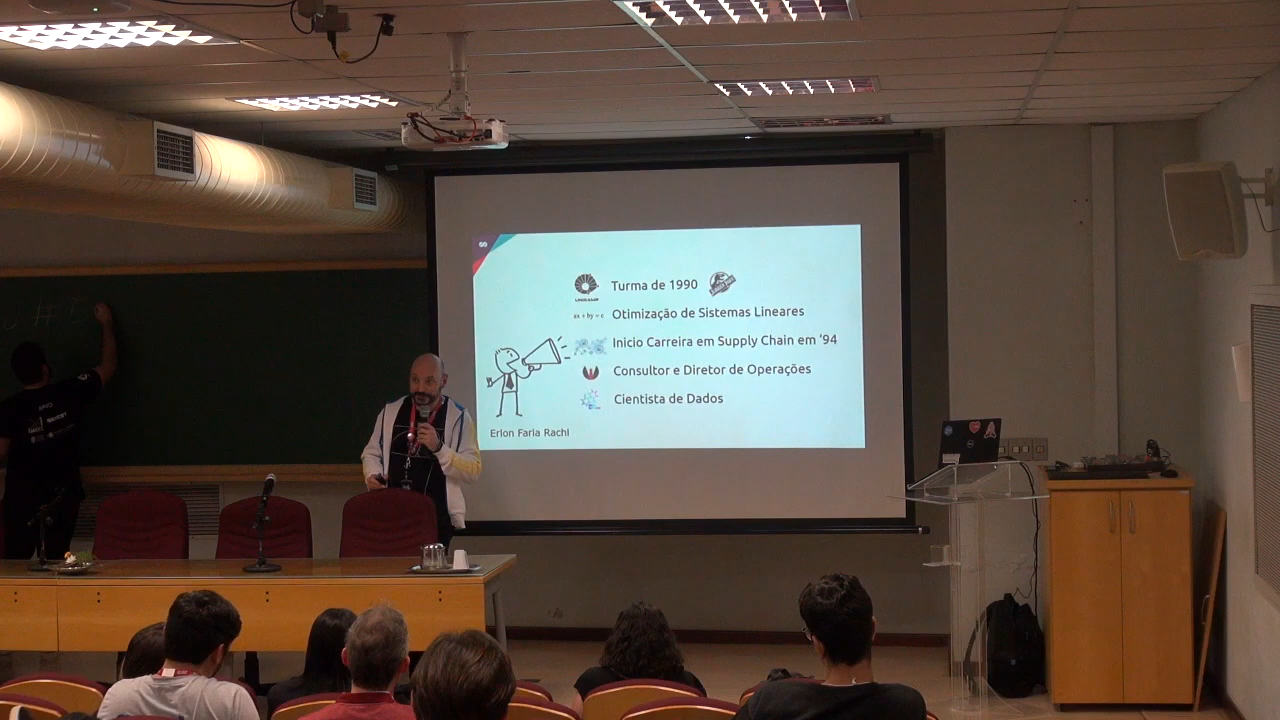 Turma de 1990
UNICAMP
ax + by = c
Otimização de Sistemas Lineares
Inicio Carreira em Supply Chain em '94
Consultor e Diretor de Operações
Cientista de Dados
Erlon Faria Rachi